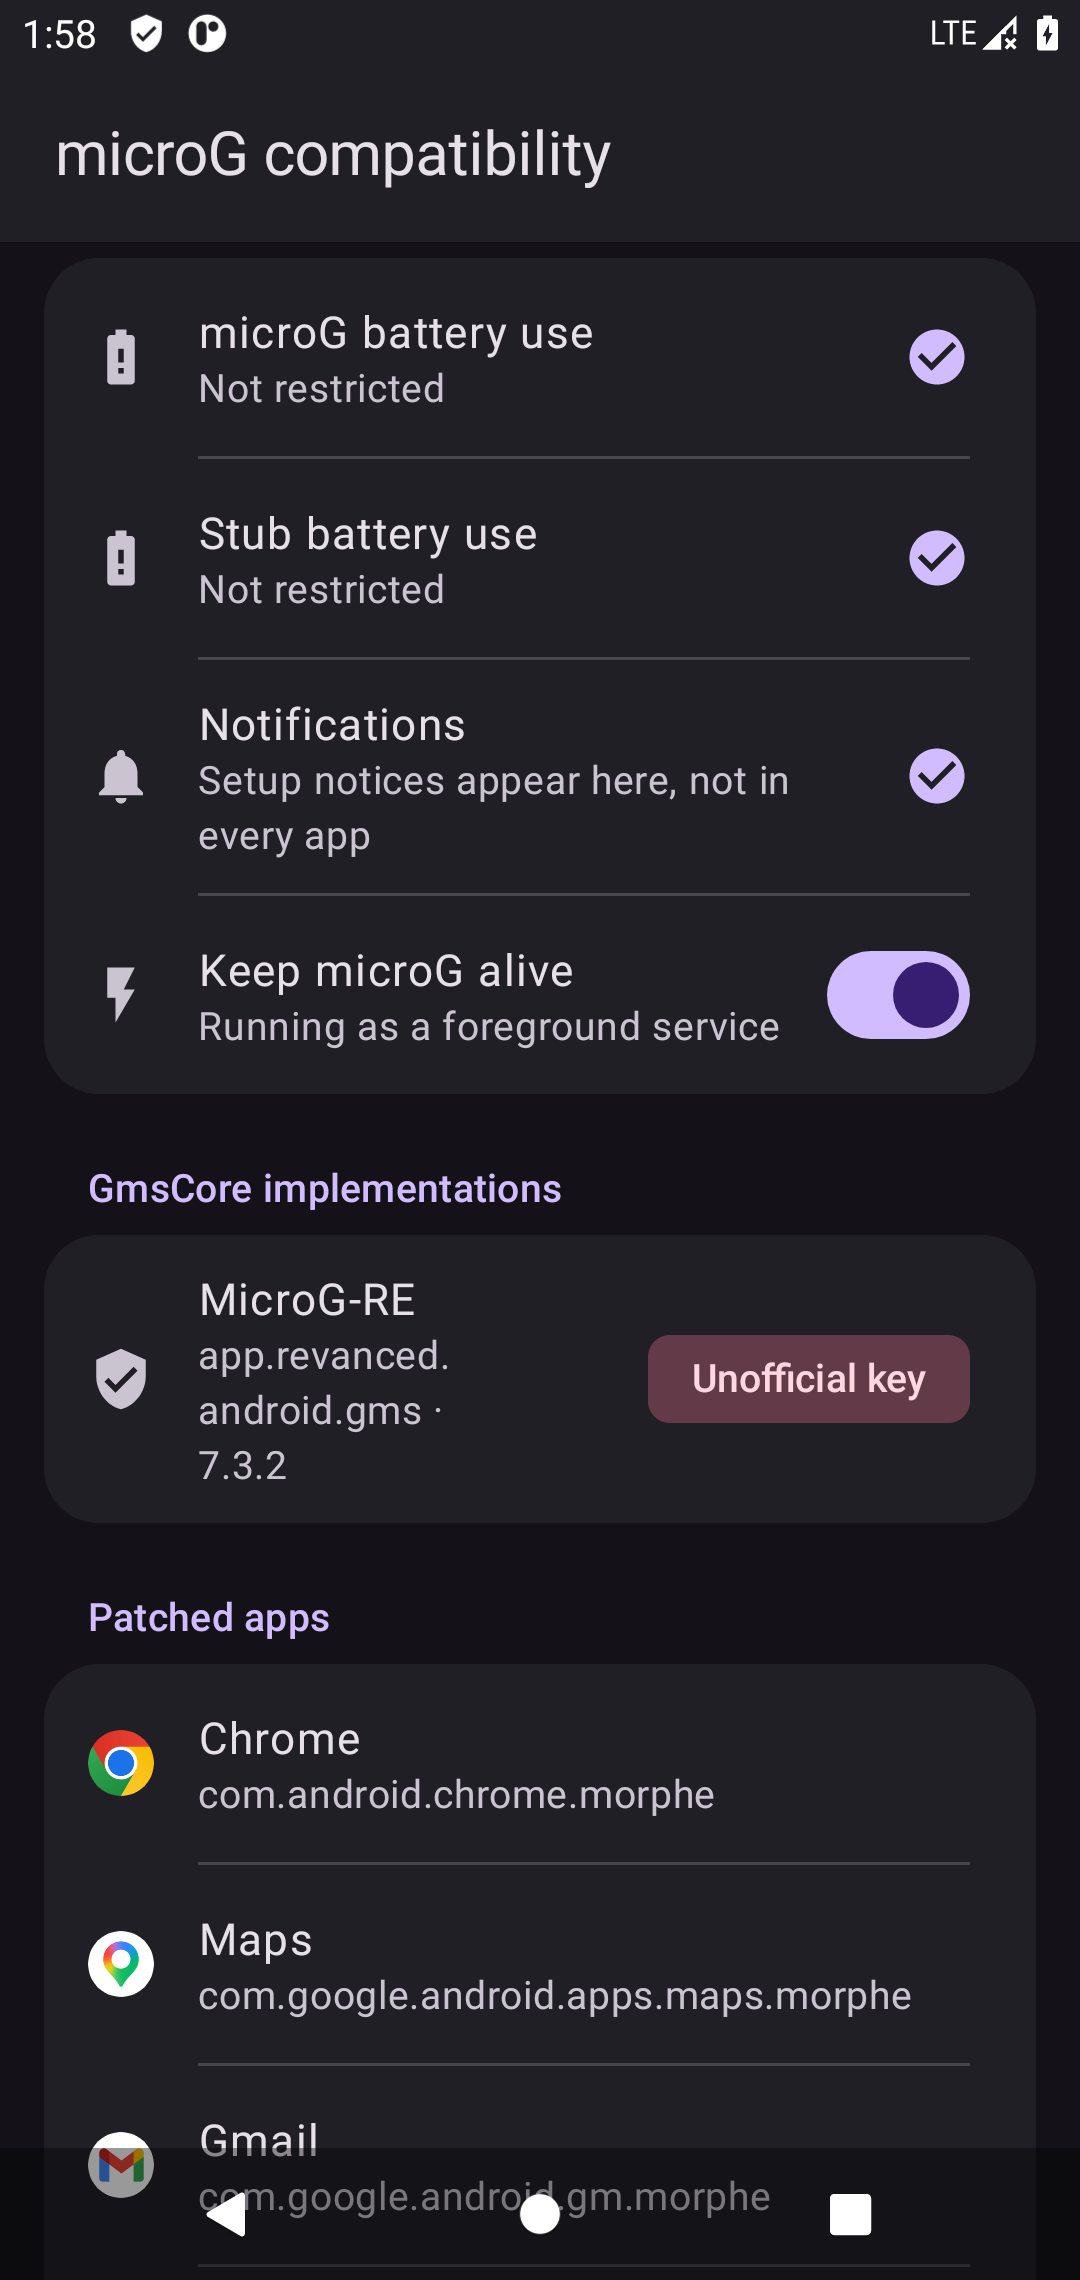 1:58
LTE
microG compatibility
microG battery use
Not restricted
Stub battery use
Not restricted
Notifications
Setup notices appear here, not in
every app
Keep microG alive
Running as a foreground service
GmsCore implementations
MicroG-RE
app.revanced.
android.gms ·
7.3.2
Unofficial key
Patched apps
Chrome
com.android.chrome.morphe
Maps
com.google.android.apps.maps.morphe
Gmail
com.google.android.gm.morphe